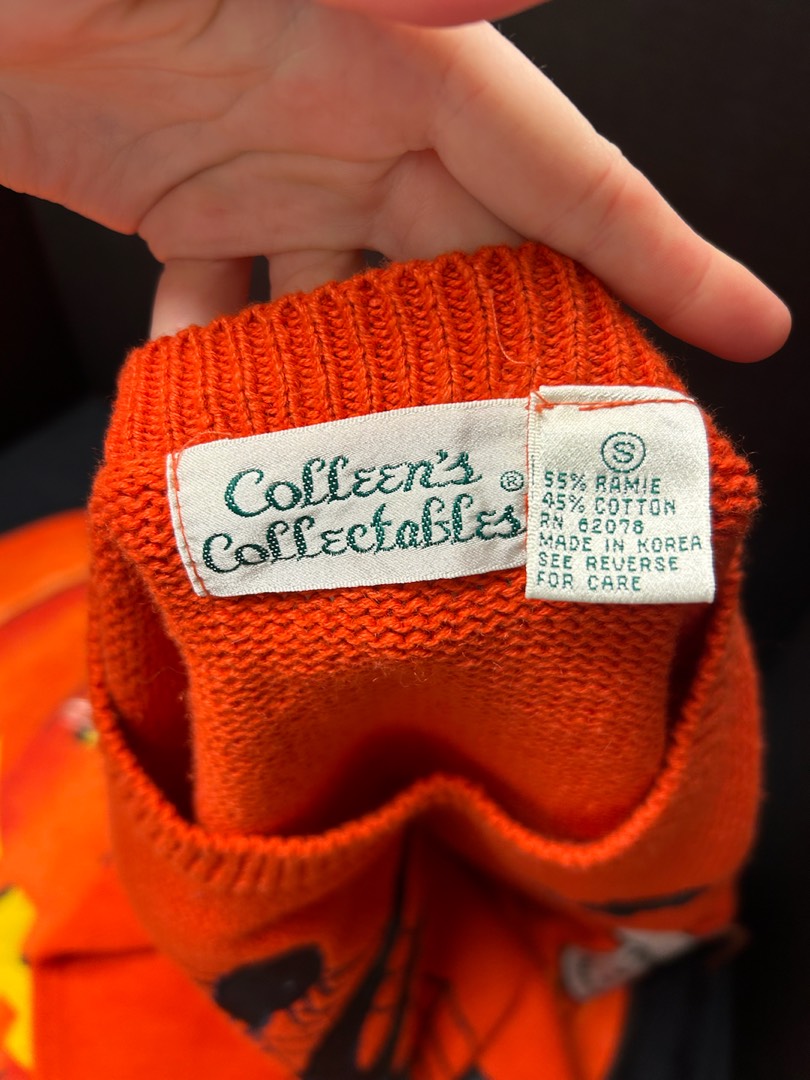 Colleen's
Collectables ®
S
55% RAMIE
45% COTTON
RN 62078
MADE IN KOREA
SEE REVERSE
FOR CARE